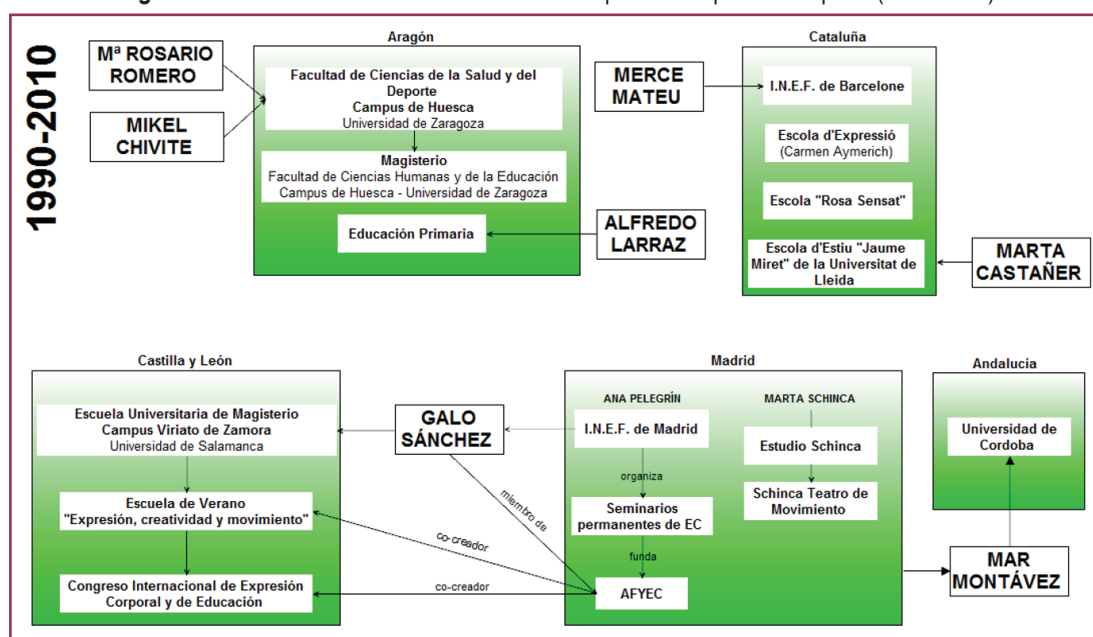 1990-2010
Mª ROSARIO
ROMERO
MIKEL
CHIVITE
Aragón
Facultad de Ciencias de la Salud y del
Deporte
Campus de Huesca
Universidad de Zaragoza
Magisterio
Facultad de Ciencias Humanas y de la Educación
Campus de Huesca - Universidad de Zaragoza
Educación Primaria
ALFREDO
LARRAZ
MERCE
MATEU
Cataluña
I.N.E.F. de Barcelone
Escola d'Expressió
(Carmen Aymerich)
Escola "Rosa Sensat"
Escola d'Estiu "Jaume
Miret" de la Universitat de
Lleida
MARTA
CASTAÑER
Castilla y León
Escuela Universitaria de Magisterio
Campus Viriato de Zamora
Universidad de Salamanca
Escuela de Verano
"Expresión, creatividad y movimiento"
Congreso Internacional de Expresión
Corporal y de Educación
GALO
SÁNCHEZ
miembro de
co-creador
co-creador
Madrid
ANA PELEGRÍN
I.N.E.F. de Madrid
organiza
Seminarios
permanentes de EC
funda
AFYEC
MARTA SCHINCA
Estudio Schinca
Schinca Teatro de
Movimiento
Andalucía
Universidad de
Cordoba
MAR
MONTÁVEZ